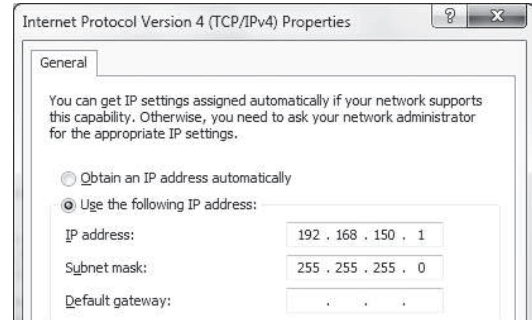 Internet Protocol Version 4 (TCP/IPv4) Properties
General
You can get IP settings assigned automatically if your network supports
this capability. Otherwise, you need to ask your network administrator
for the appropriate IP settings.
Obtain an IP address automatically
Use the following IP address:
IP address: 192 . 168 . 150 . 1
Subnet mask: 255 . 255 . 255 . 0
Default gateway: . . .